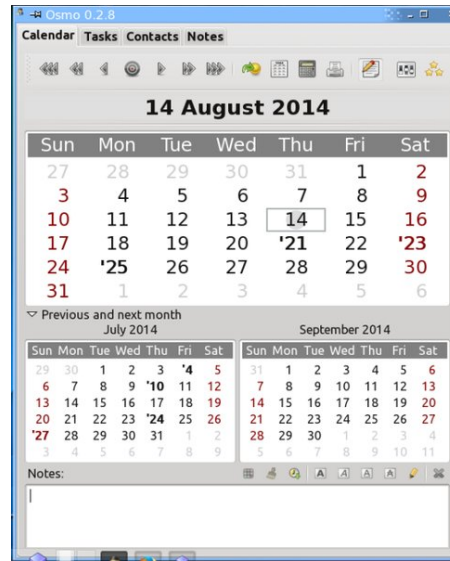 Osmo 0.2.8
Calendar Tasks Contacts Notes
14 August 2014
Sun Mon Tue Wed Thu Fri Sat
27 28 29 30 31 1 2
3 4 5 6 7 8 9
10 11 12 13 14 15 16
17 18 19 20 '21 22 '23
24 '25 26 27 28 29 30
31 1 2 3 4 5 6
Previous and next month
July 2014
Sun Mon Tue Wed Thu Fri Sat
29 30 1 2 3 '4 5
6 7 8 9 '10 11 12
13 14 15 16 17 18 19
20 21 22 23 '24 25 26
'27 28 29 30 31 1 2
3 4 5 6 7 8 9
September 2014
Sun Mon Tue Wed Thu Fri Sat
31 1 2 3 4 5 6
7 8 9 10 11 12 13
14 15 16 17 18 19 20
21 22 23 24 25 26 27
28 29 30 1 2 3 4
5 6 7 8 9 10 11
Notes:
A A A A